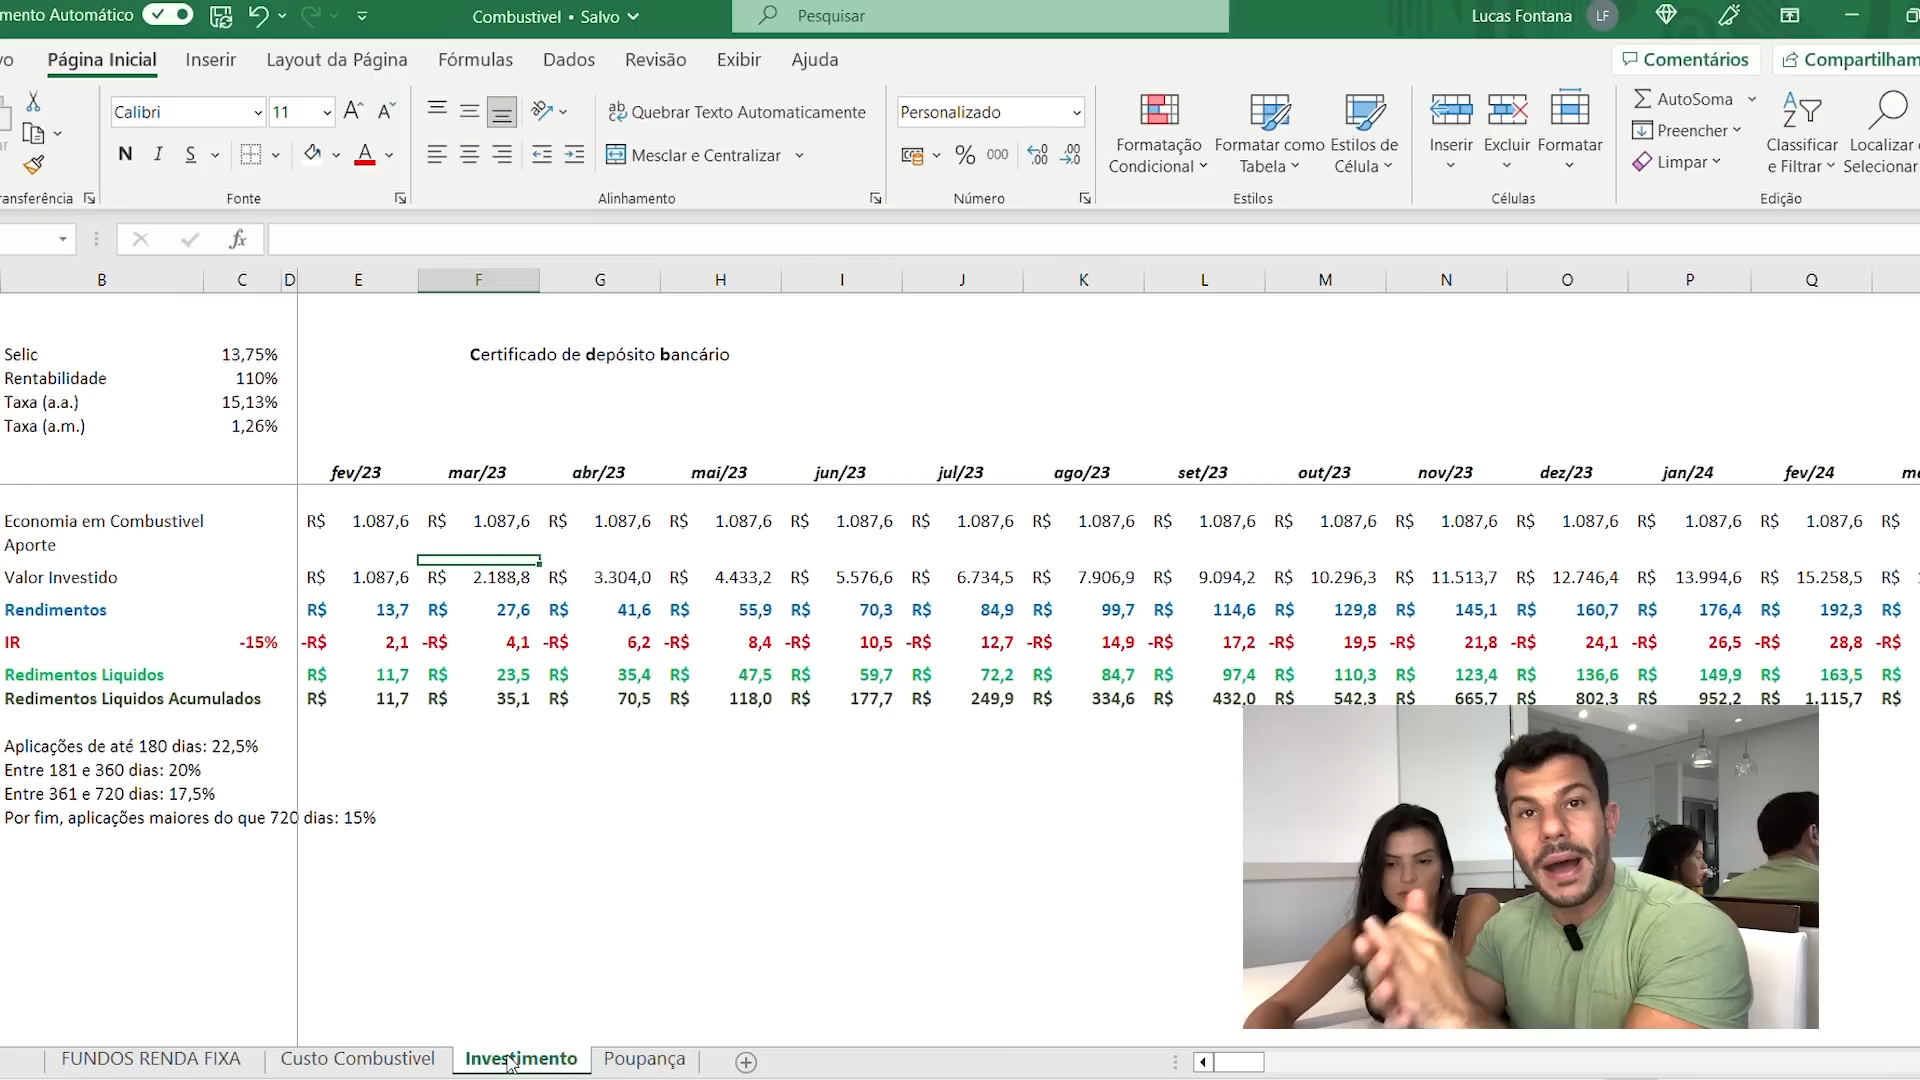 mento Automático
Combustivel • Salvo
Pesquisar
Lucas Fontana LF
vo Página Inicial Inserir Layout da Página Fórmulas Dados Revisão Exibir Ajuda Comentários Compartilham
Calibri 11
Quebrar Texto Automaticamente
Personalizado
N I S
Mesclar e Centralizar
% 000
Formatação Condicional
Formatar como Tabela
Estilos de Célula
Inserir Excluir Formatar
AutoSoma
Preencher
Limpar
Classificar e Filtrar
Localizar Selecionar
ransferência Fonte Alinhamento Número Estilos Células Edição
fx
B C D E F G H I J K L M N O P Q
Selic 13,75% Certificado de depósito bancário
Rentabilidade 110%
Taxa (a.a.) 15,13%
Taxa (a.m.) 1,26%
fev/23 mar/23 abr/23 mai/23 jun/23 jul/23 ago/23 set/23 out/23 nov/23 dez/23 jan/24 fev/24
Economia em Combustivel R$ 1.087,6 R$ 1.087,6 R$ 1.087,6 R$ 1.087,6 R$ 1.087,6 R$ 1.087,6 R$ 1.087,6 R$ 1.087,6 R$ 1.087,6 R$ 1.087,6 R$ 1.087,6 R$ 1.087,6 R$ 1.087,6 R$
Aporte
Valor Investido R$ 1.087,6 R$ 2.188,8 R$ 3.304,0 R$ 4.433,2 R$ 5.576,6 R$ 6.734,5 R$ 7.906,9 R$ 9.094,2 R$ 10.296,3 R$ 11.513,7 R$ 12.746,4 R$ 13.994,6 R$ 15.258,5 R$
Rendimentos R$ 13,7 R$ 27,6 R$ 41,6 R$ 55,9 R$ 70,3 R$ 84,9 R$ 99,7 R$ 114,6 R$ 129,8 R$ 145,1 R$ 160,7 R$ 176,4 R$ 192,3 R$
IR -15% -R$ 2,1 -R$ 4,1 -R$ 6,2 -R$ 8,4 -R$ 10,5 -R$ 12,7 -R$ 14,9 -R$ 17,2 -R$ 19,5 -R$ 21,8 -R$ 24,1 -R$ 26,5 -R$ 28,8 -R$
Redimentos Liquidos R$ 11,7 R$ 23,5 R$ 35,4 R$ 47,5 R$ 59,7 R$ 72,2 R$ 84,7 R$ 97,4 R$ 110,3 R$ 123,4 R$ 136,6 R$ 149,9 R$ 163,5 R$
Redimentos Liquidos Acumulados R$ 11,7 R$ 35,1 R$ 70,5 R$ 118,0 R$ 177,7 R$ 249,9 R$ 334,6 R$ 432,0 R$ 542,3 R$ 665,7 R$ 802,3 R$ 952,2 R$ 1.115,7 R$
Aplicações de até 180 dias: 22,5%
Entre 181 e 360 dias: 20%
Entre 361 e 720 dias: 17,5%
Por fim, aplicações maiores do que 720 dias: 15%
FUNDOS RENDA FIXA Custo Combustivel Investimento Poupança